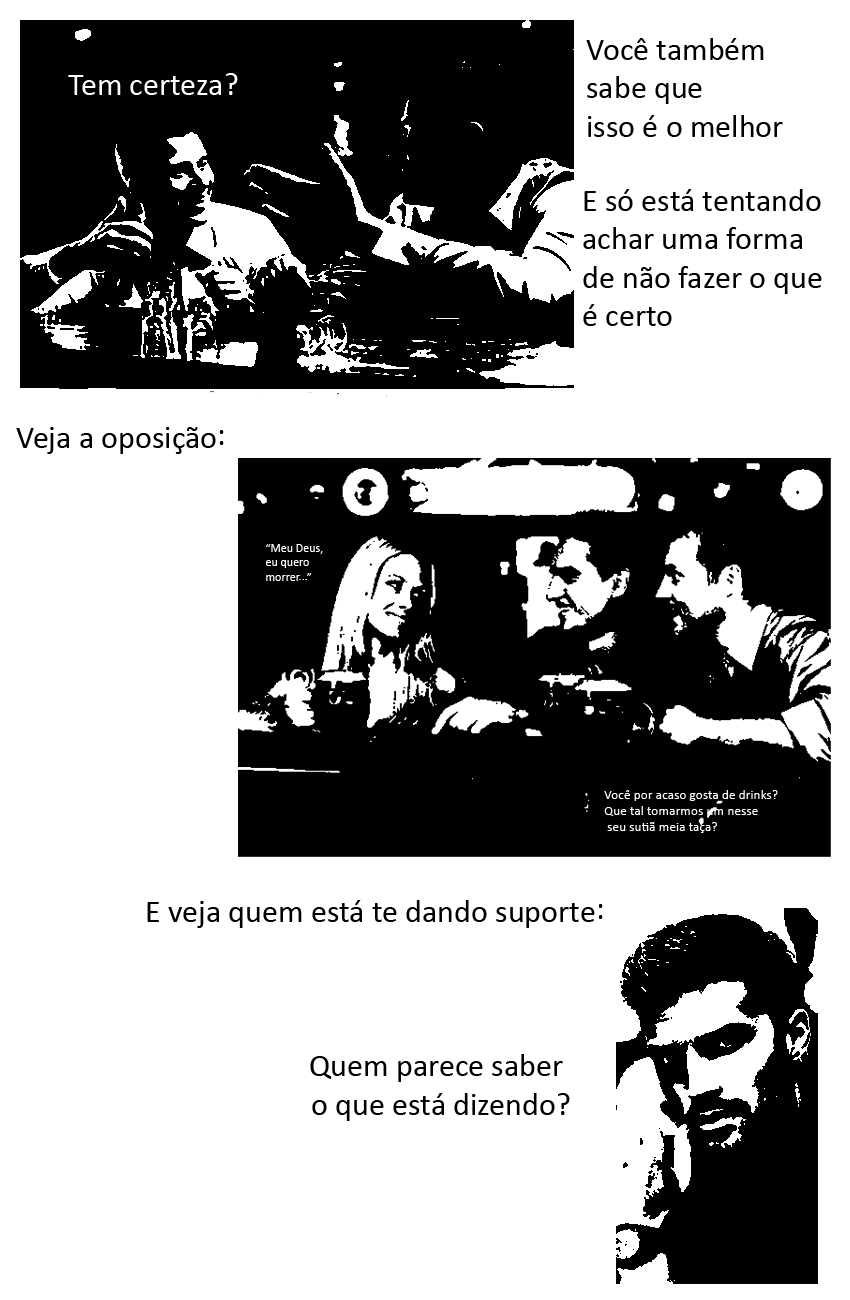 Tem certeza?
Você também
sabe que
isso é o melhor
E só está tentando
achar uma forma
de não fazer o que
é certo
Veja a oposição:
“Meu Deus,
eu quero
morrer...”
Você por acaso gosta de drinks?
Que tal tomarmos um nesse
seu sutiã meia taça?
E veja quem está te dando suporte:
Quem parece saber
o que está dizendo?